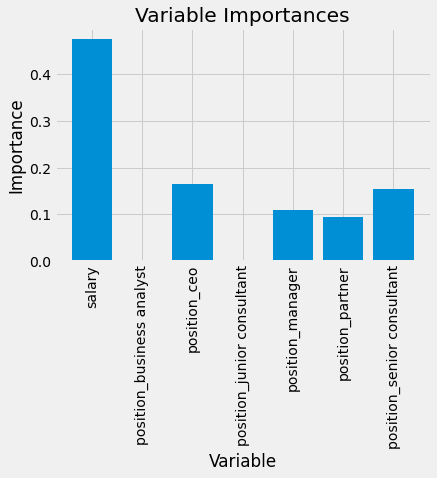 Variable Importances
Importance
0.4
0.3
0.2
0.1
0.0
salary
position_business analyst
position_ceo
position_junior consultant
position_manager
position_partner
position_senior consultant
Variable